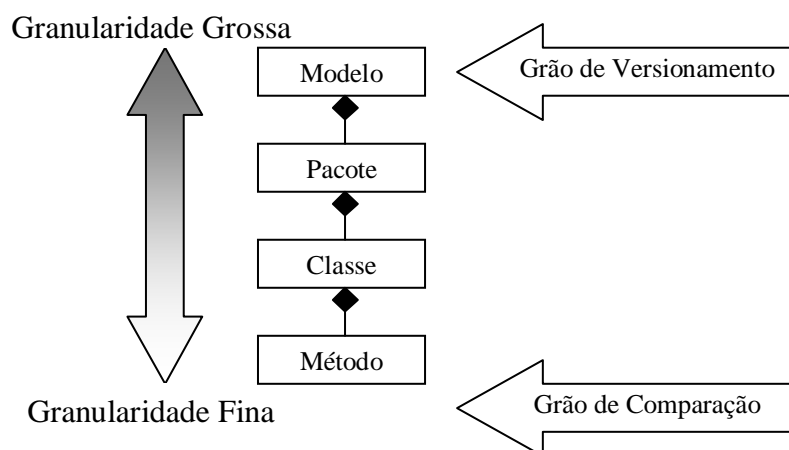 Granularidade Grossa
Modelo
Grão de Versionamento
Pacote
Classe
Método
Grão de Comparação
Granularidade Fina